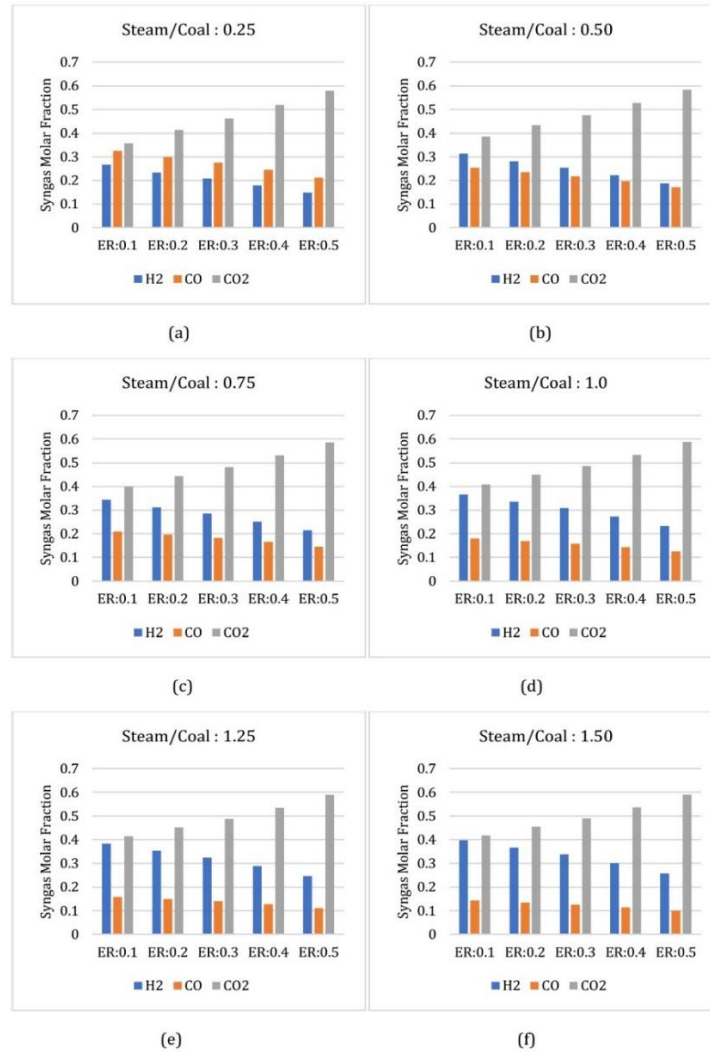 Steam/Coal : 0.25
Syngas Molar Fraction
0.7
0.6
0.5
0.4
0.3
0.2
0.1
0
ER:0.1 ER:0.2 ER:0.3 ER:0.4 ER:0.5
H2 CO CO2
(a)
Steam/Coal : 0.50
Syngas Molar Fraction
0.7
0.6
0.5
0.4
0.3
0.2
0.1
0
ER:0.1 ER:0.2 ER:0.3 ER:0.4 ER:0.5
H2 CO CO2
(b)
Steam/Coal : 0.75
Syngas Molar Fraction
0.7
0.6
0.5
0.4
0.3
0.2
0.1
0
ER:0.1 ER:0.2 ER:0.3 ER:0.4 ER:0.5
H2 CO CO2
(c)
Steam/Coal : 1.0
Syngas Molar Fraction
0.7
0.6
0.5
0.4
0.3
0.2
0.1
0
ER:0.1 ER:0.2 ER:0.3 ER:0.4 ER:0.5
H2 CO CO2
(d)
Steam/Coal : 1.25
Syngas Molar Fraction
0.7
0.6
0.5
0.4
0.3
0.2
0.1
0
ER:0.1 ER:0.2 ER:0.3 ER:0.4 ER:0.5
H2 CO CO2
(e)
Steam/Coal : 1.50
Syngas Molar Fraction
0.7
0.6
0.5
0.4
0.3
0.2
0.1
0
ER:0.1 ER:0.2 ER:0.3 ER:0.4 ER:0.5
H2 CO CO2
(f)